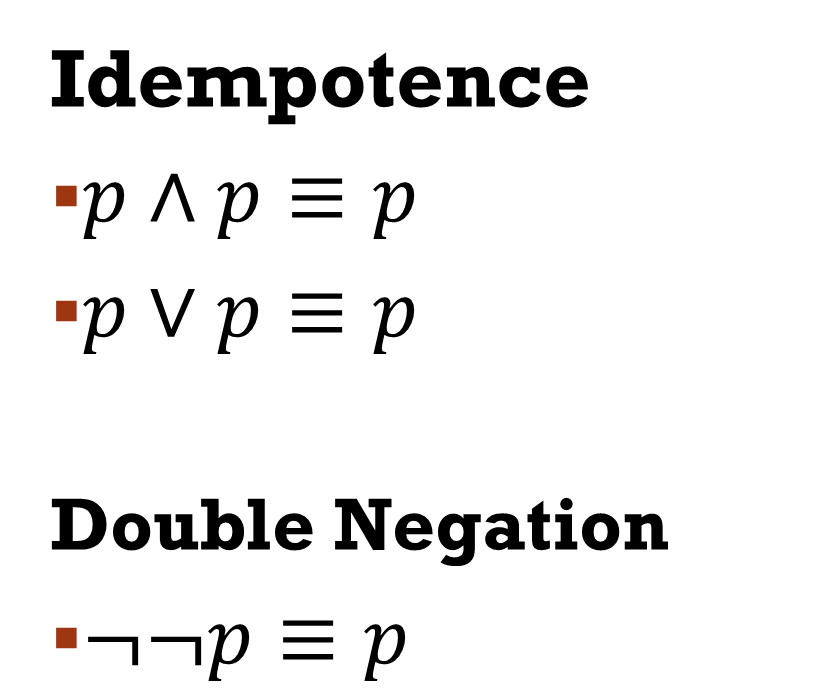 Idempotence
▪p ∧ p ≡ p
▪p ∨ p ≡ p
Double Negation
▪¬¬p ≡ p